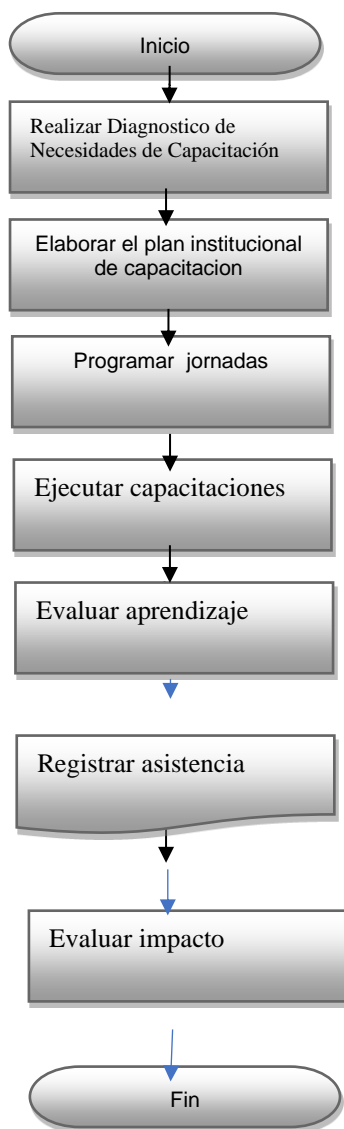 Inicio
Realizar Diagnostico de
Necesidades de Capacitación
Elaborar el plan institucional
de capacitacion
Programar jornadas
Ejecutar capacitaciones
Evaluar aprendizaje
Registrar asistencia
Evaluar impacto
Fin